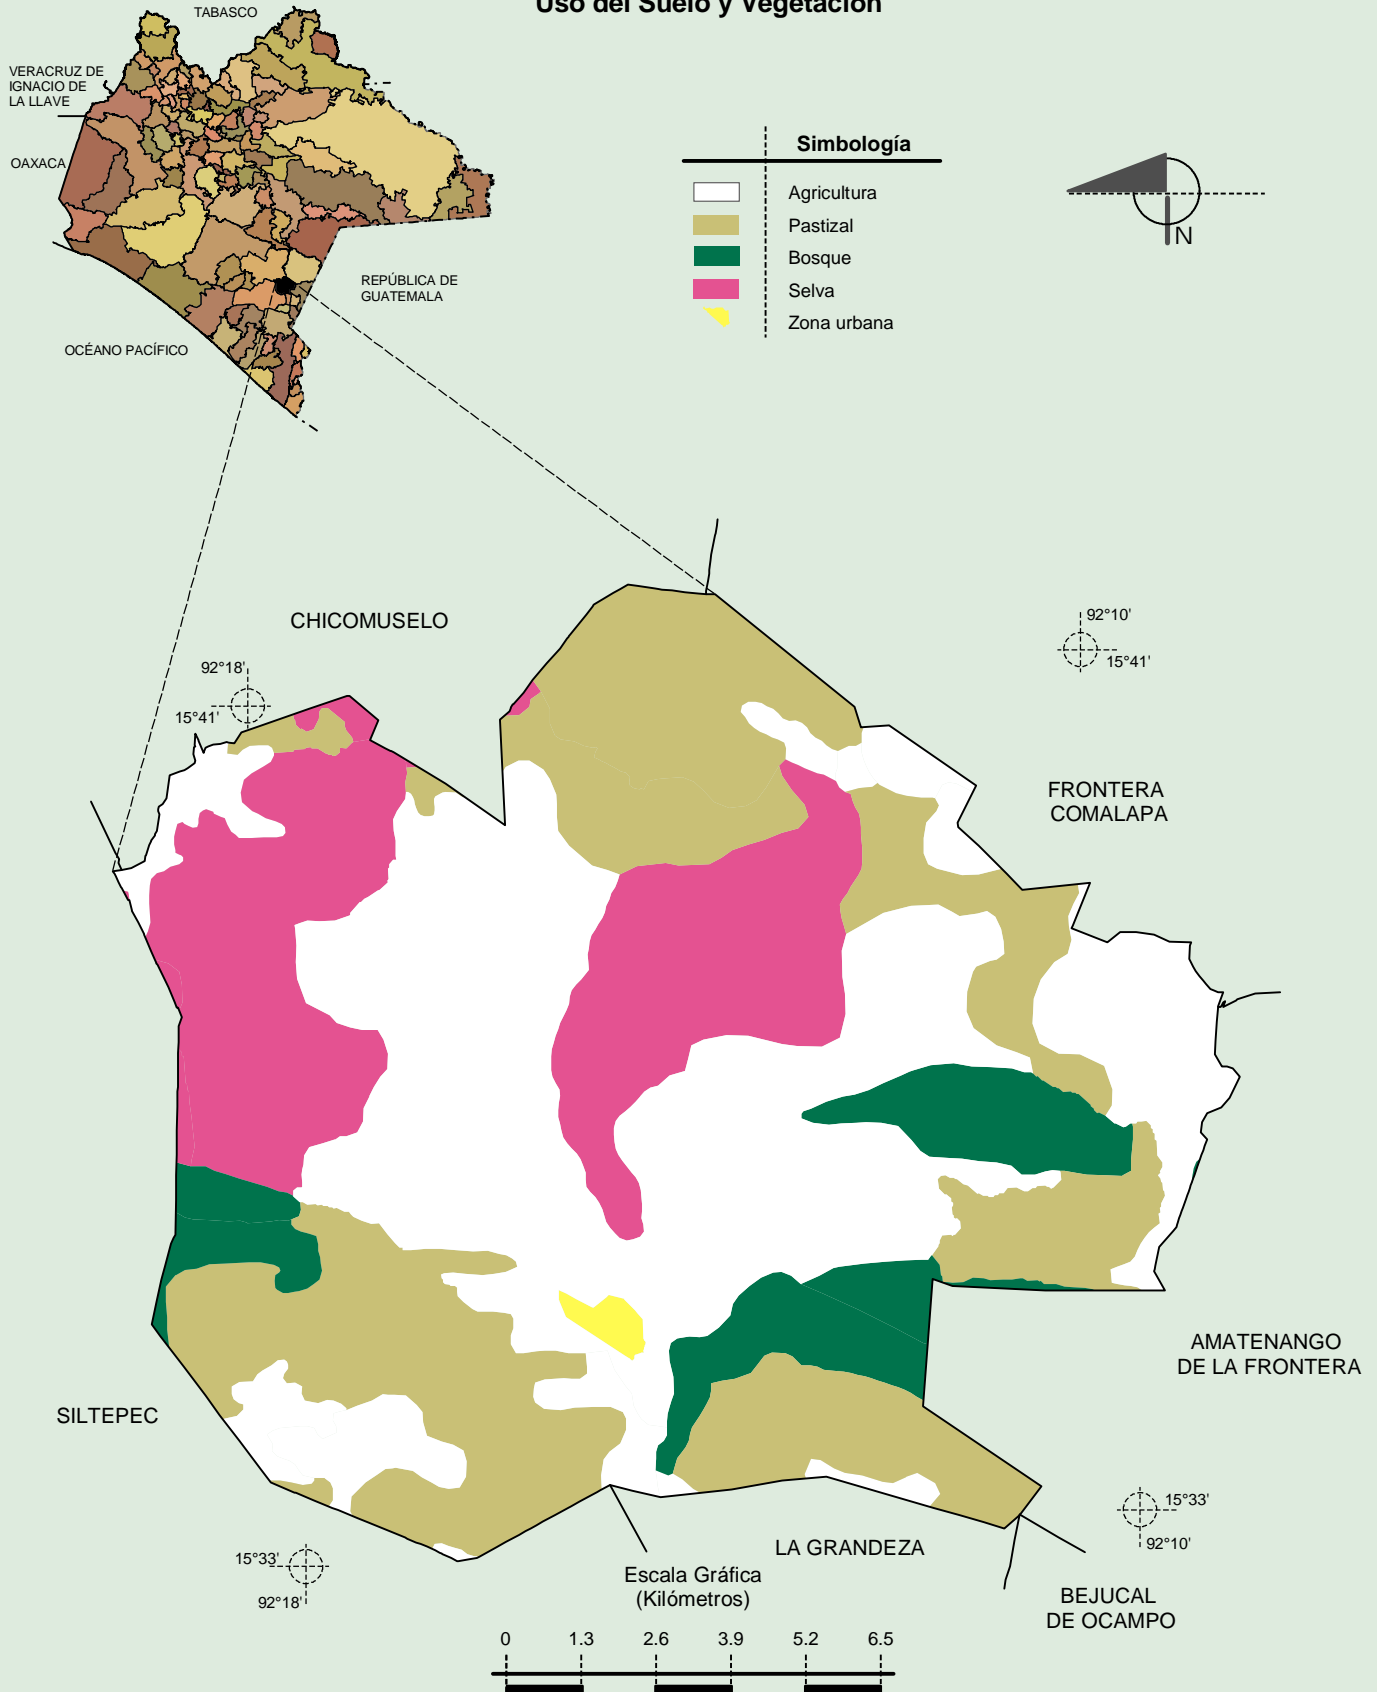 Uso del Suelo y Vegetación
TABASCO
VERACRUZ DE
IGNACIO DE
LA LLAVE
OAXACA
REPÚBLICA DE
GUATEMALA
OCÉANO PACÍFICO
Simbología
Agricultura
Pastizal
Bosque
Selva
Zona urbana
N
CHICOMUSELO
92°10'
15°41'
92°18'
15°41'
FRONTERA
COMALAPA
AMATENANGO
DE LA FRONTERA
SILTEPEC
15°33'
92°10'
LA GRANDEZA
15°33'
92°18'
Escala Gráfica
(Kilómetros)
BEJUCAL
DE OCAMPO
0 1.3 2.6 3.9 5.2 6.5